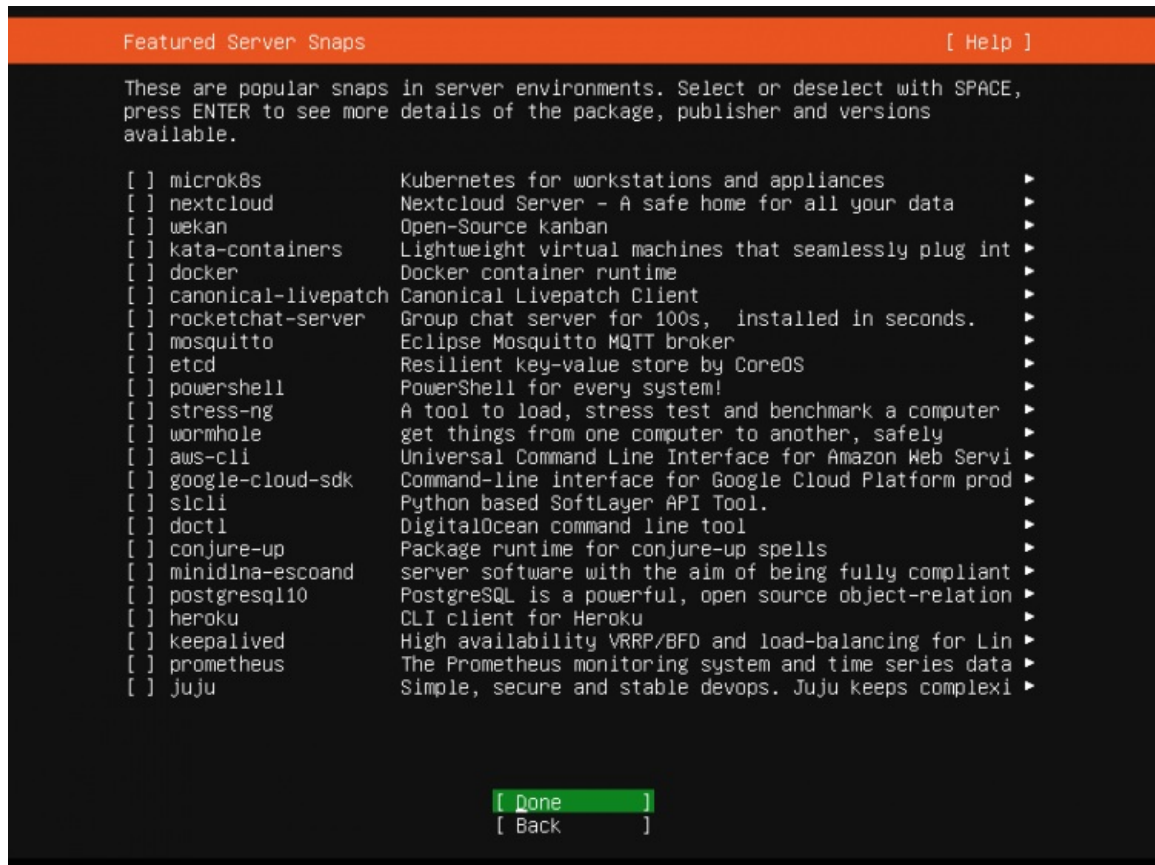 Featured Server Snaps [ Help ]
These are popular snaps in server environments. Select or deselect with SPACE,
press ENTER to see more details of the package, publisher and versions
available.
[ ] microk8s Kubernetes for workstations and appliances ►
[ ] nextcloud Nextcloud Server - A safe home for all your data ►
[ ] wekan Open-Source kanban ►
[ ] kata-containers Lightweight virtual machines that seamlessly plug int ►
[ ] docker Docker container runtime ►
[ ] canonical-livepatch Canonical Livepatch Client ►
[ ] rocketchat-server Group chat server for 100s, installed in seconds. ►
[ ] mosquitto Eclipse Mosquitto MQTT broker ►
[ ] etcd Resilient key-value store by CoreOS ►
[ ] powershell PowerShell for every system! ►
[ ] stress-ng A tool to load, stress test and benchmark a computer ►
[ ] wormhole get things from one computer to another, safely ►
[ ] aws-cli Universal Command Line Interface for Amazon Web Servi ►
[ ] google-cloud-sdk Command-line interface for Google Cloud Platform prod ►
[ ] slcli Python based SoftLayer API Tool. ►
[ ] doctl DigitalOcean command line tool ►
[ ] conjure-up Package runtime for conjure-up spells ►
[ ] minidlna-escoand server software with the aim of being fully compliant ►
[ ] postgresql10 PostgreSQL is a powerful, open source object-relation ►
[ ] heroku CLI client for Heroku ►
[ ] keepalived High availability VRRP/BFD and load-balancing for Lin ►
[ ] prometheus The Prometheus monitoring system and time series data ►
[ ] juju Simple, secure and stable devops. Juju keeps complexi ►
[ Done ]
[ Back ]